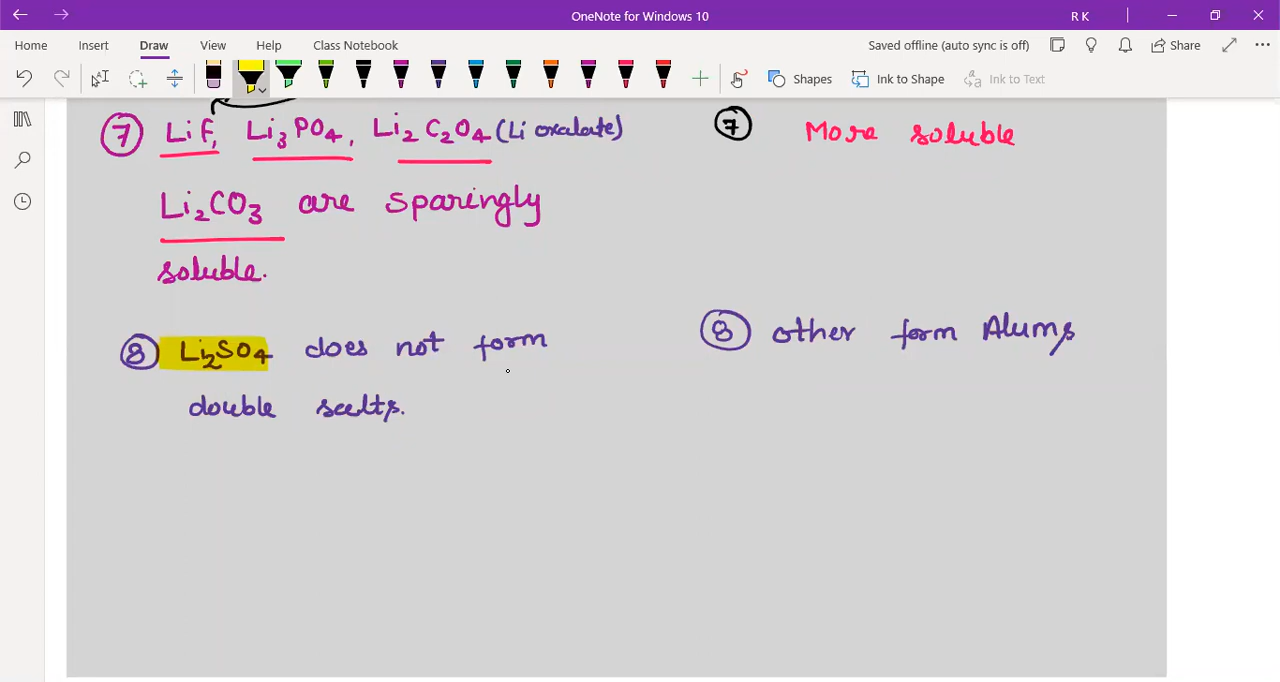 OneNote for Windows 10
R K
Home Insert Draw View Help Class Notebook
Saved offline (auto sync is off)
Share
Shapes
Ink to Shape
Ink to Text
7 LiF, Li3PO4, Li2C2O4 (Li oxalate)
Li2CO3 are sparingly
soluble.
8 Li2SO4 does not form
double salts.
7 More soluble
8 other form Alums